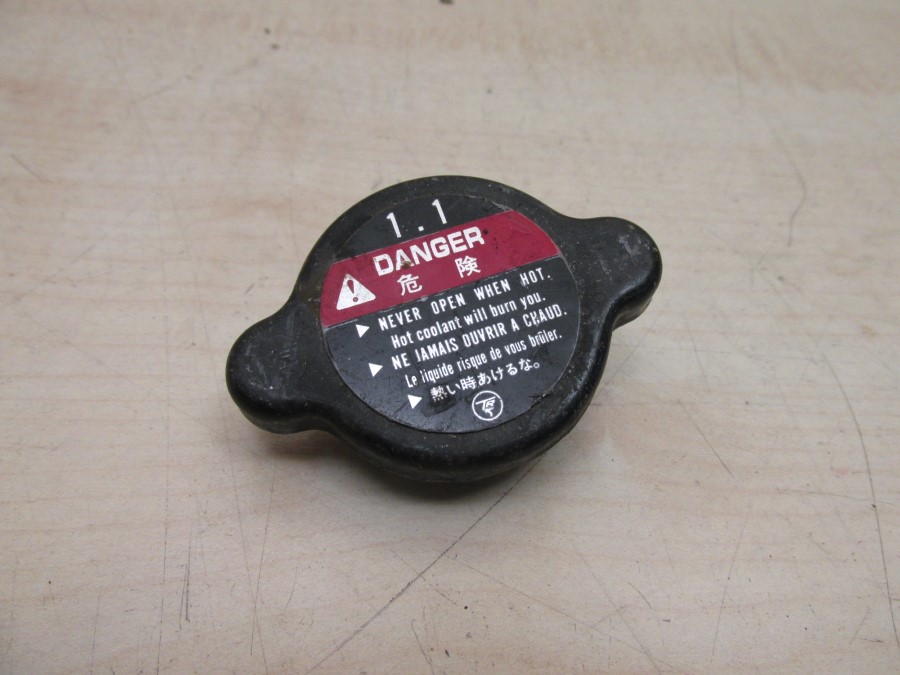 1.1
DANGER
危険
NEVER OPEN WHEN HOT.
Hot coolant will burn you.
NE JAMAIS OUVRIR A CHAUD.
Le liquide risque de vous brûler.
熱い時あけるな。